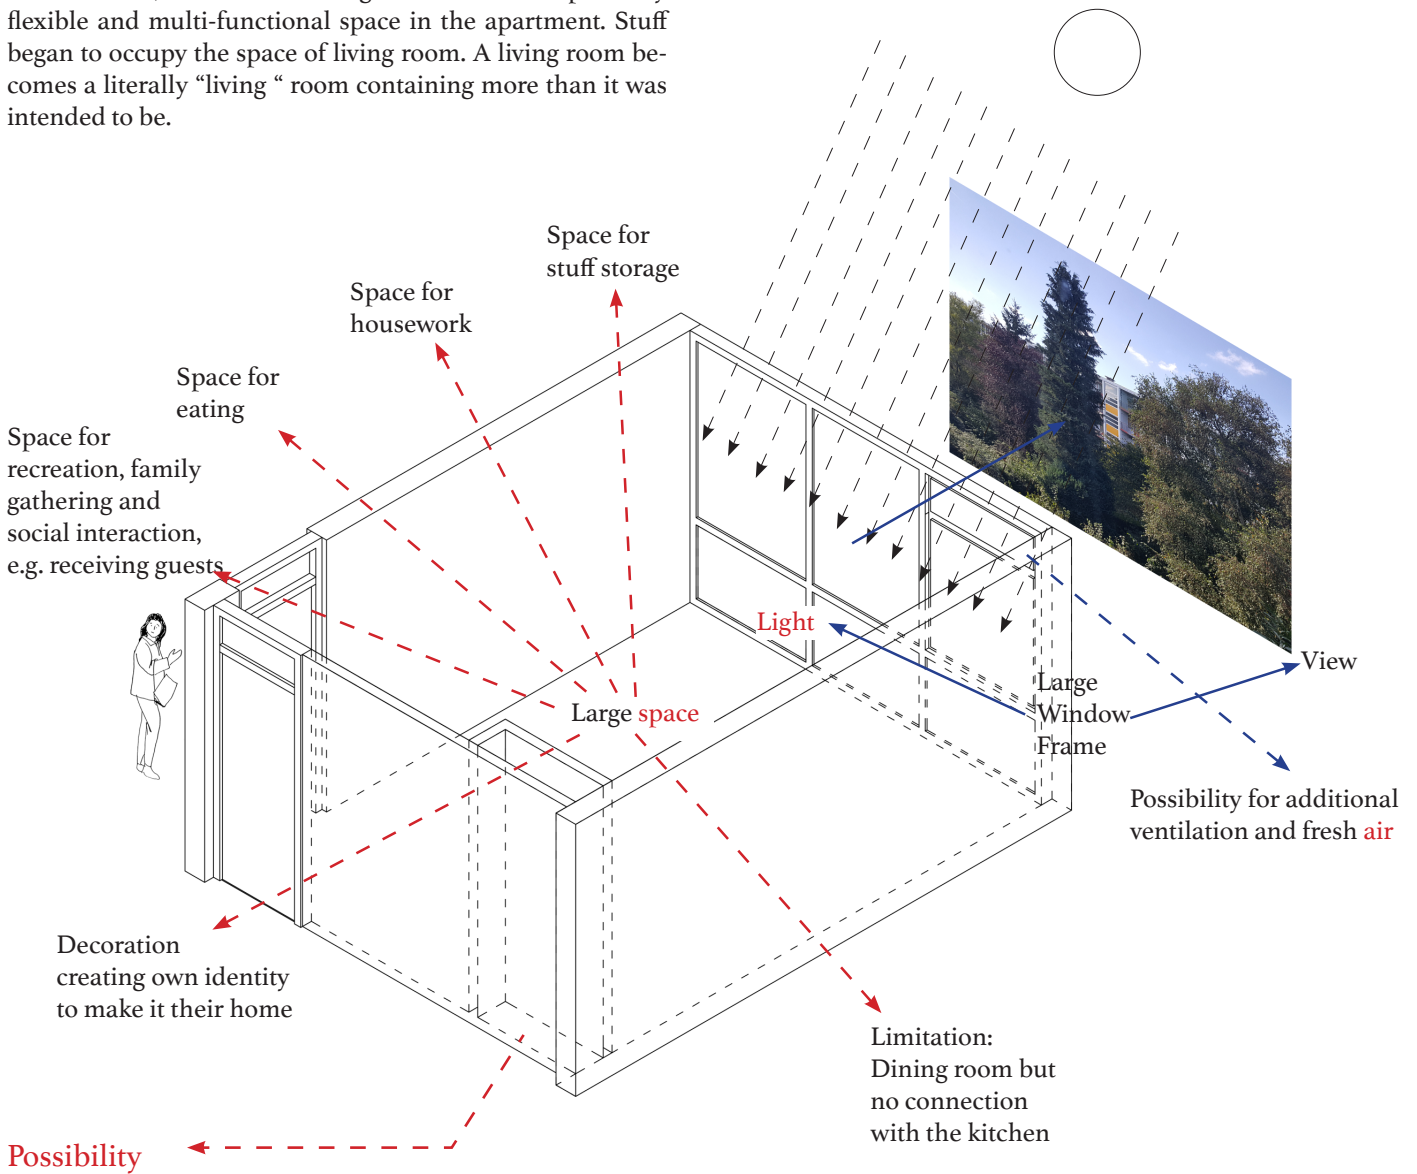 flexible and multi-functional space in the apartment. Stuff
began to occupy the space of living room. A living room be-
comes a literally “living “ room containing more than it was
intended to be.
Space for
stuff storage
Space for
housework
Space for
eating
Space for
recreation, family
gathering and
social interaction,
e.g. receiving guests
Light
Large space
Large
Window
Frame
View
Possibility for additional
ventilation and fresh air
Decoration
creating own identity
to make it their home
Limitation:
Dining room but
no connection
with the kitchen
Possibility